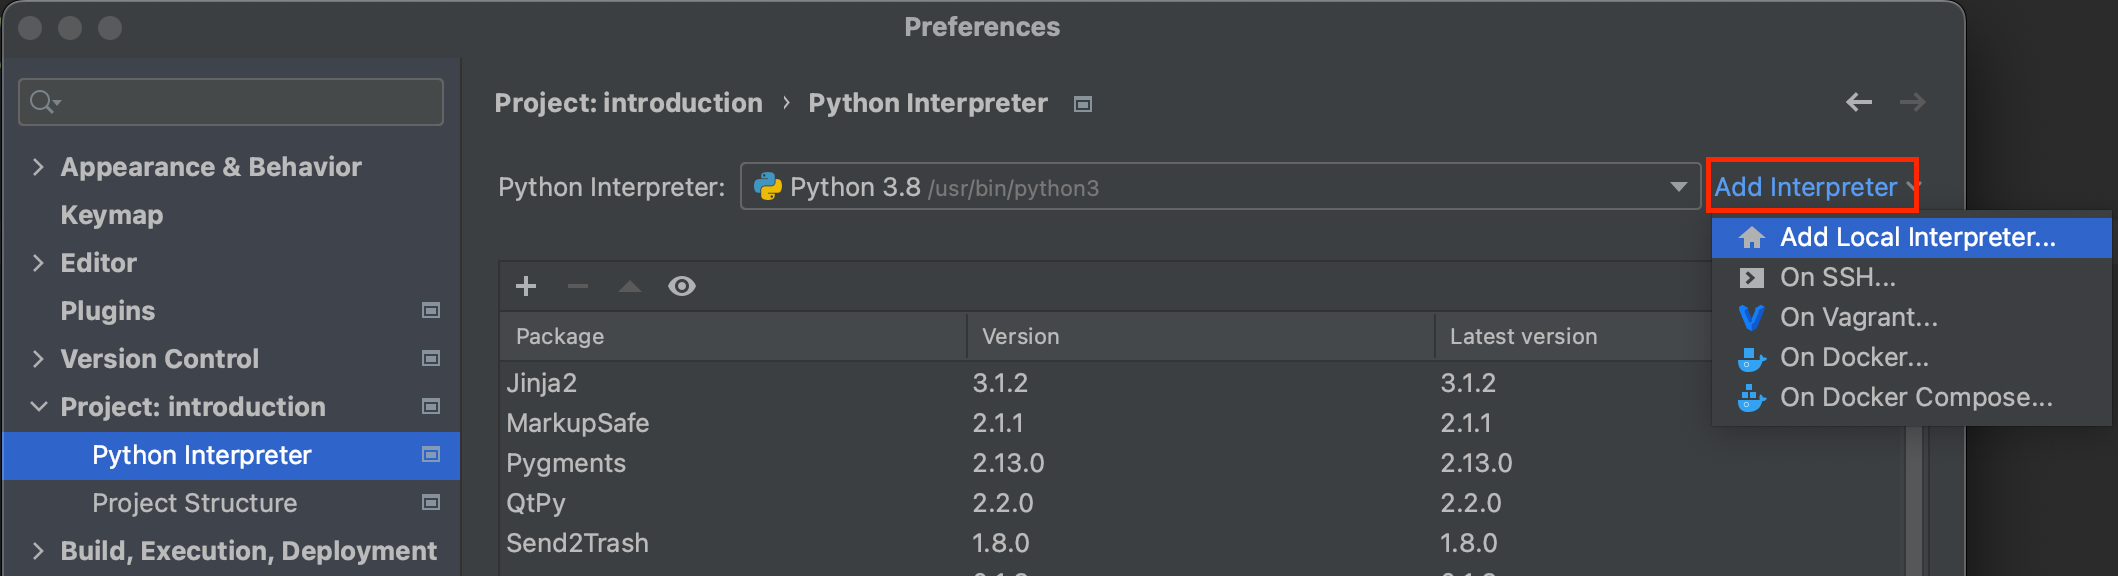 Preferences
Appearance & Behavior
Keymap
Editor
Plugins
Version Control
Project: introduction
Python Interpreter
Project Structure
Build, Execution, Deployment
Project: introduction › Python Interpreter
Python Interpreter: Python 3.8 /usr/bin/python3 Add Interpreter
Add Local Interpreter...
On SSH...
On Vagrant...
On Docker...
On Docker Compose...
Package Version Latest version
Jinja2 3.1.2 3.1.2
MarkupSafe 2.1.1 2.1.1
Pygments 2.13.0 2.13.0
QtPy 2.2.0 2.2.0
Send2Trash 1.8.0 1.8.0